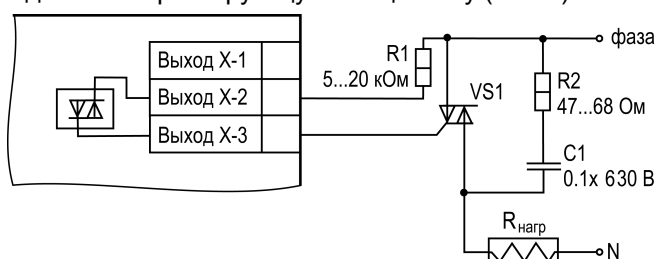 Выход X-1
Выход X-2
Выход X-3
R1
5...20 кОм
VS1
фаза
R2
47...68 Ом
C1
0.1x 630 В
Rнагр
N